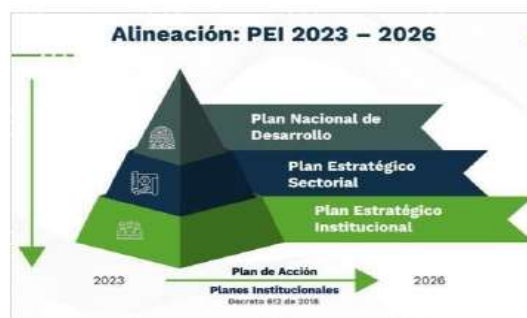 Alineación: PEI 2023 – 2026
Plan Nacional de
Desarrollo
Plan Estratégico
Sectorial
Plan Estratégico
Institucional
2023
Plan de Acción
2026
Planes Institucionales
Decreto 612 de 2018